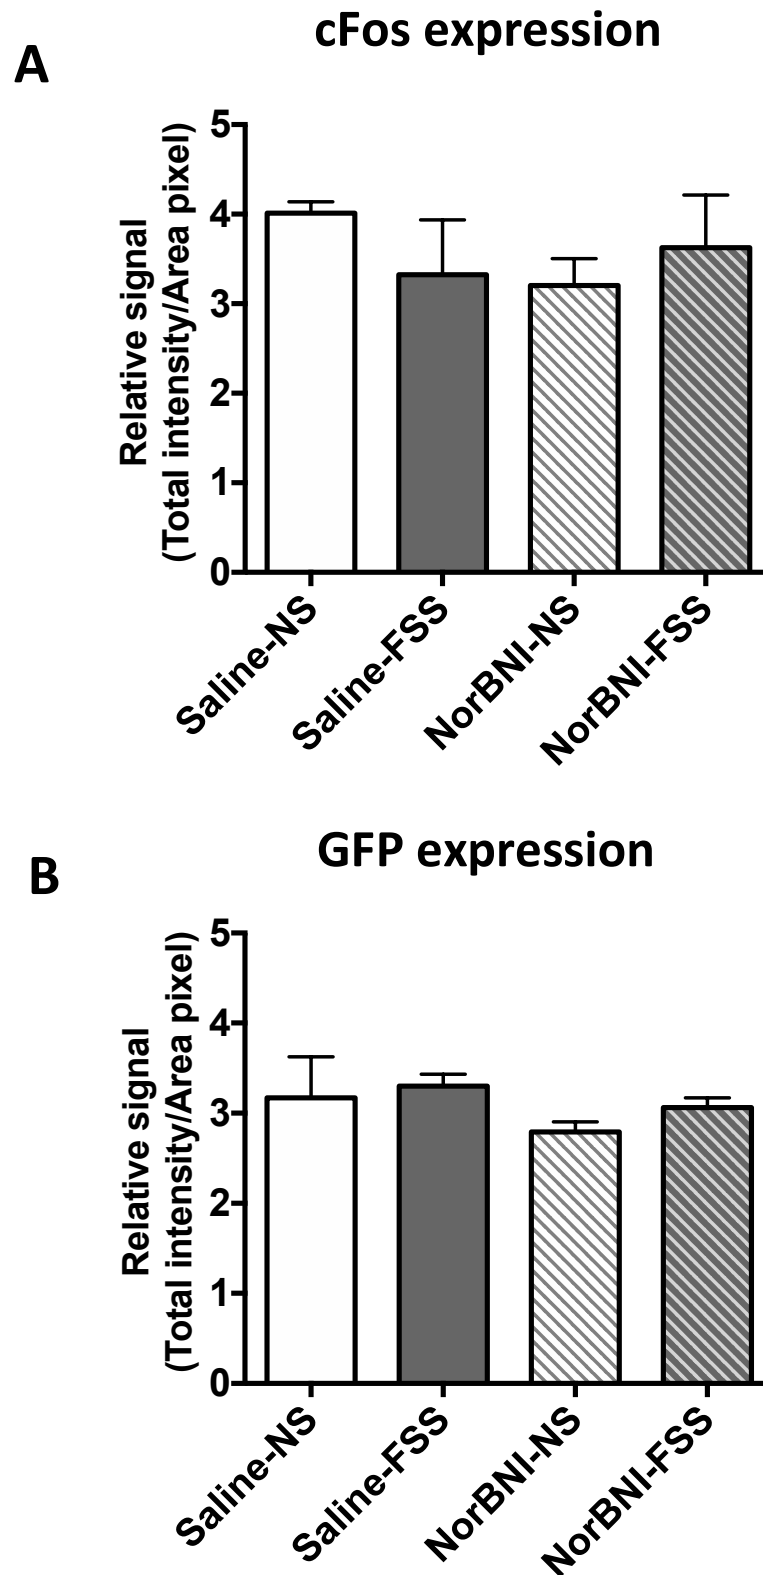 cFos expression
A
Relative signal
(Total intensity/Area pixel)
5
4
3
2
1
0
Saline-NS
Saline-FSS
NorBNI-NS
NorBNI-FSS
GFP expression
B
Relative signal
(Total intensity/Area pixel)
5
4
3
2
1
0
Saline-NS
Saline-FSS
NorBNI-NS
NorBNI-FSS